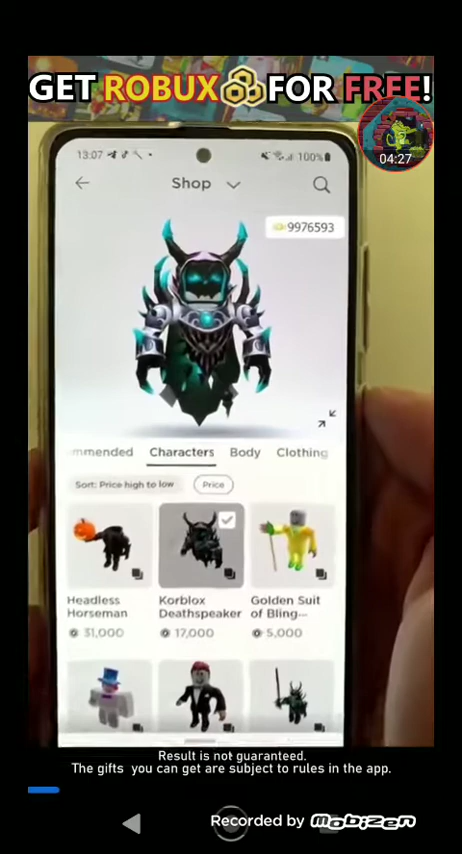 GET ROBUX FOR FREE!
04:27
13:07
100%
Shop
9976593
mmended Characters Body Clothing
Sort: Price high to low Price
Headless Horseman
31,000
Korblox Deathspeaker
17,000
Golden Suit of Bling...
5,000
Result is not guaranteed.
The gifts you can get are subject to rules in the app.
Recorded by mobizen